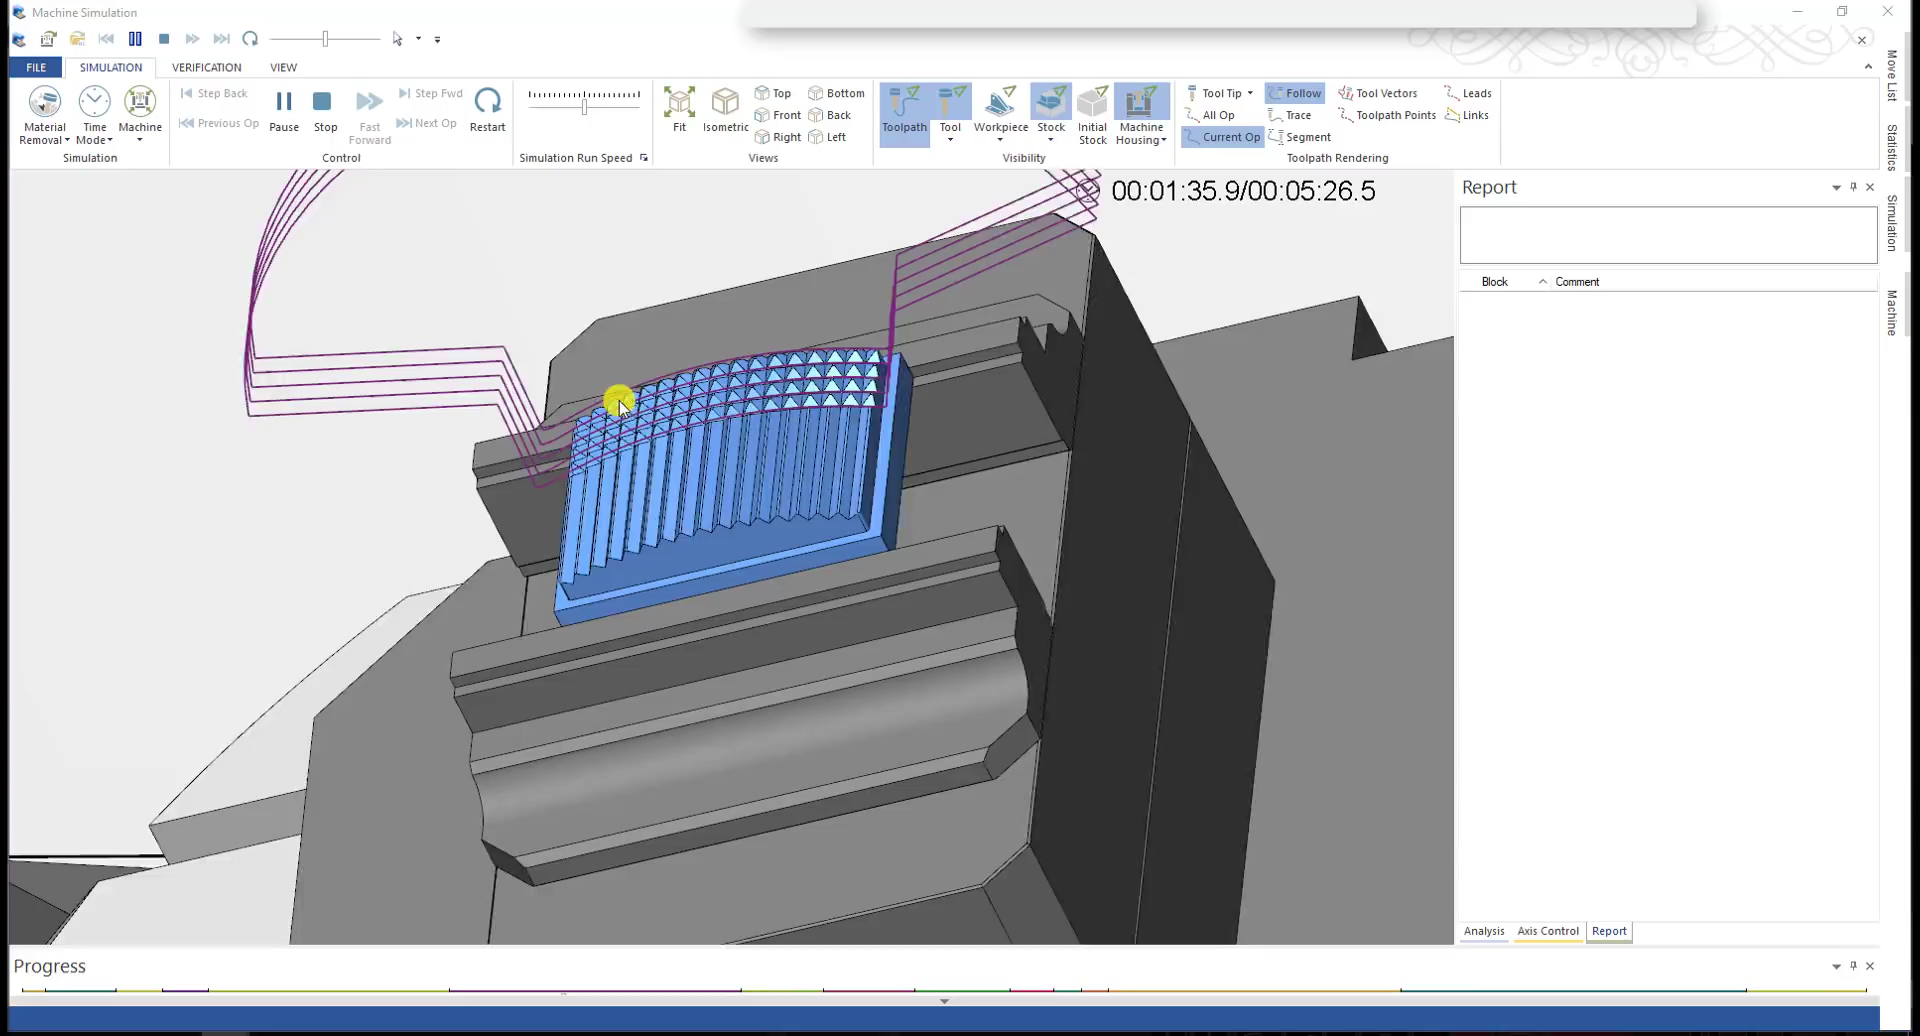 Machine Simulation
FILE
SIMULATION
VERIFICATION
VIEW
Material Removal
Time Mode
Machine
Simulation
Step Back
Previous Op
Pause
Stop
Fast Forward
Step Fwd
Next Op
Restart
Control
Simulation Run Speed
Fit
Isometric
Top
Front
Right
Bottom
Back
Left
Views
Toolpath
Tool
Workpiece
Stock
Initial Stock
Machine Housing
Visibility
Tool Tip
All Op
Current Op
Follow
Trace
Segment
Tool Vectors
Toolpath Points
Leads
Links
Toolpath Rendering
00:01:35.9/00:05:26.5
Report
Block
Comment
Analysis
Axis Control
Report
Move List
Statistics
Simulation
Machine
Progress